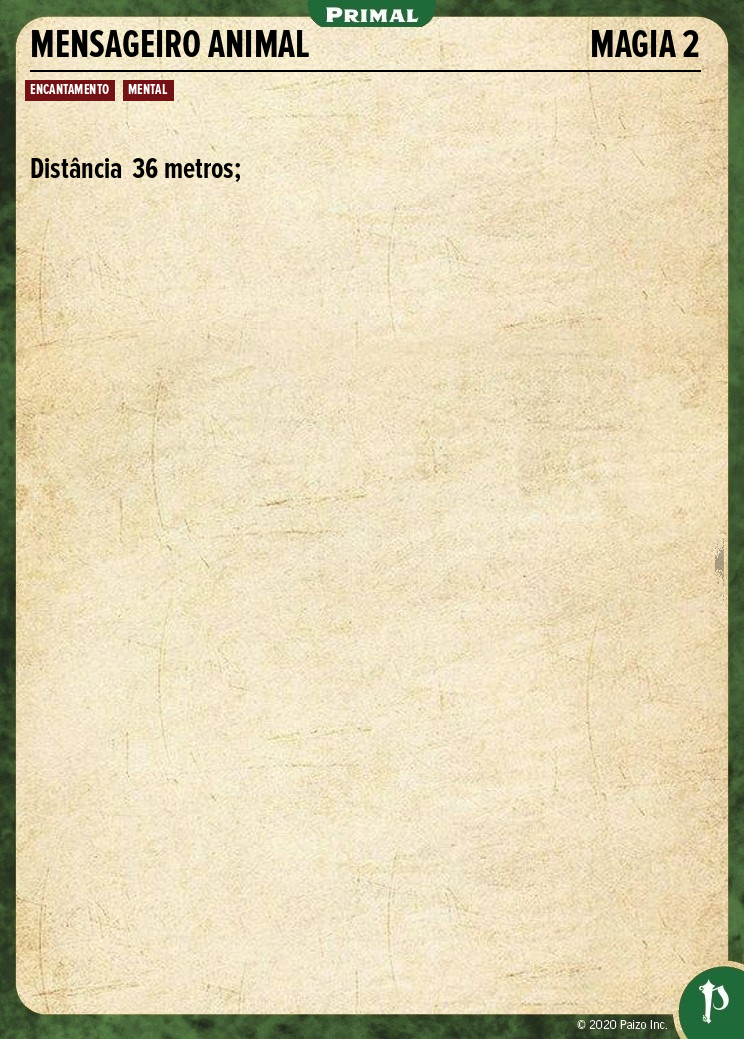 PRIMAL
MENSAGEIRO ANIMAL MAGIA 2
ENCANTAMENTO MENTAL
Distância 36 metros;
© 2020 Paizo Inc.